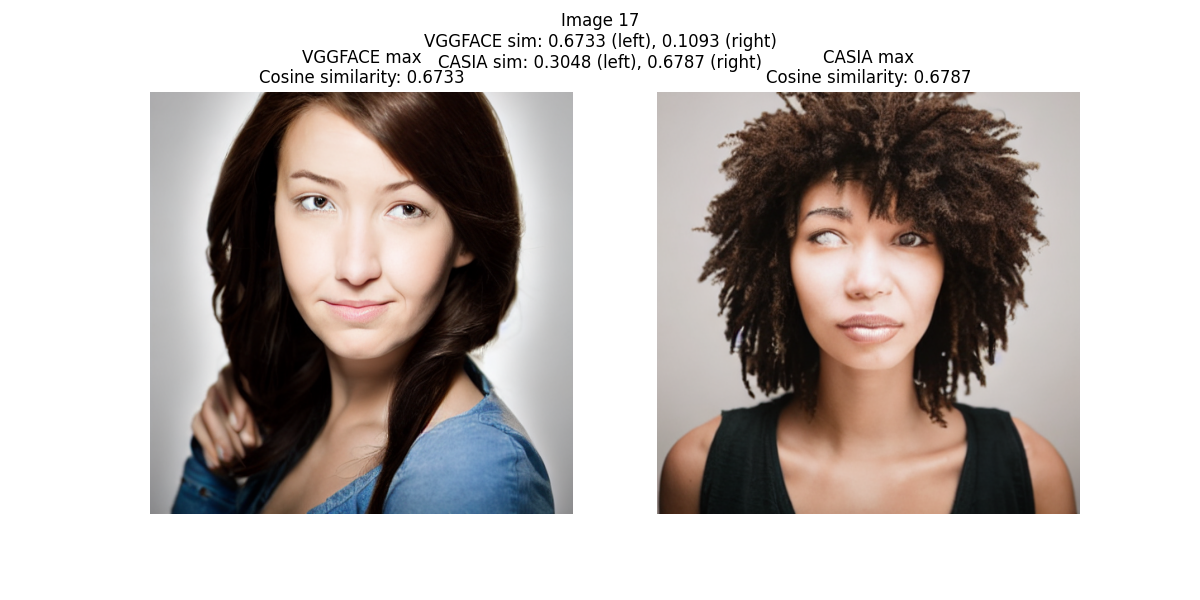 Image 17
VGGFACE sim: 0.6733 (left), 0.1093 (right)
CASIA sim: 0.3048 (left), 0.6787 (right)
VGGFACE max
Cosine similarity: 0.6733
CASIA max
Cosine similarity: 0.6787